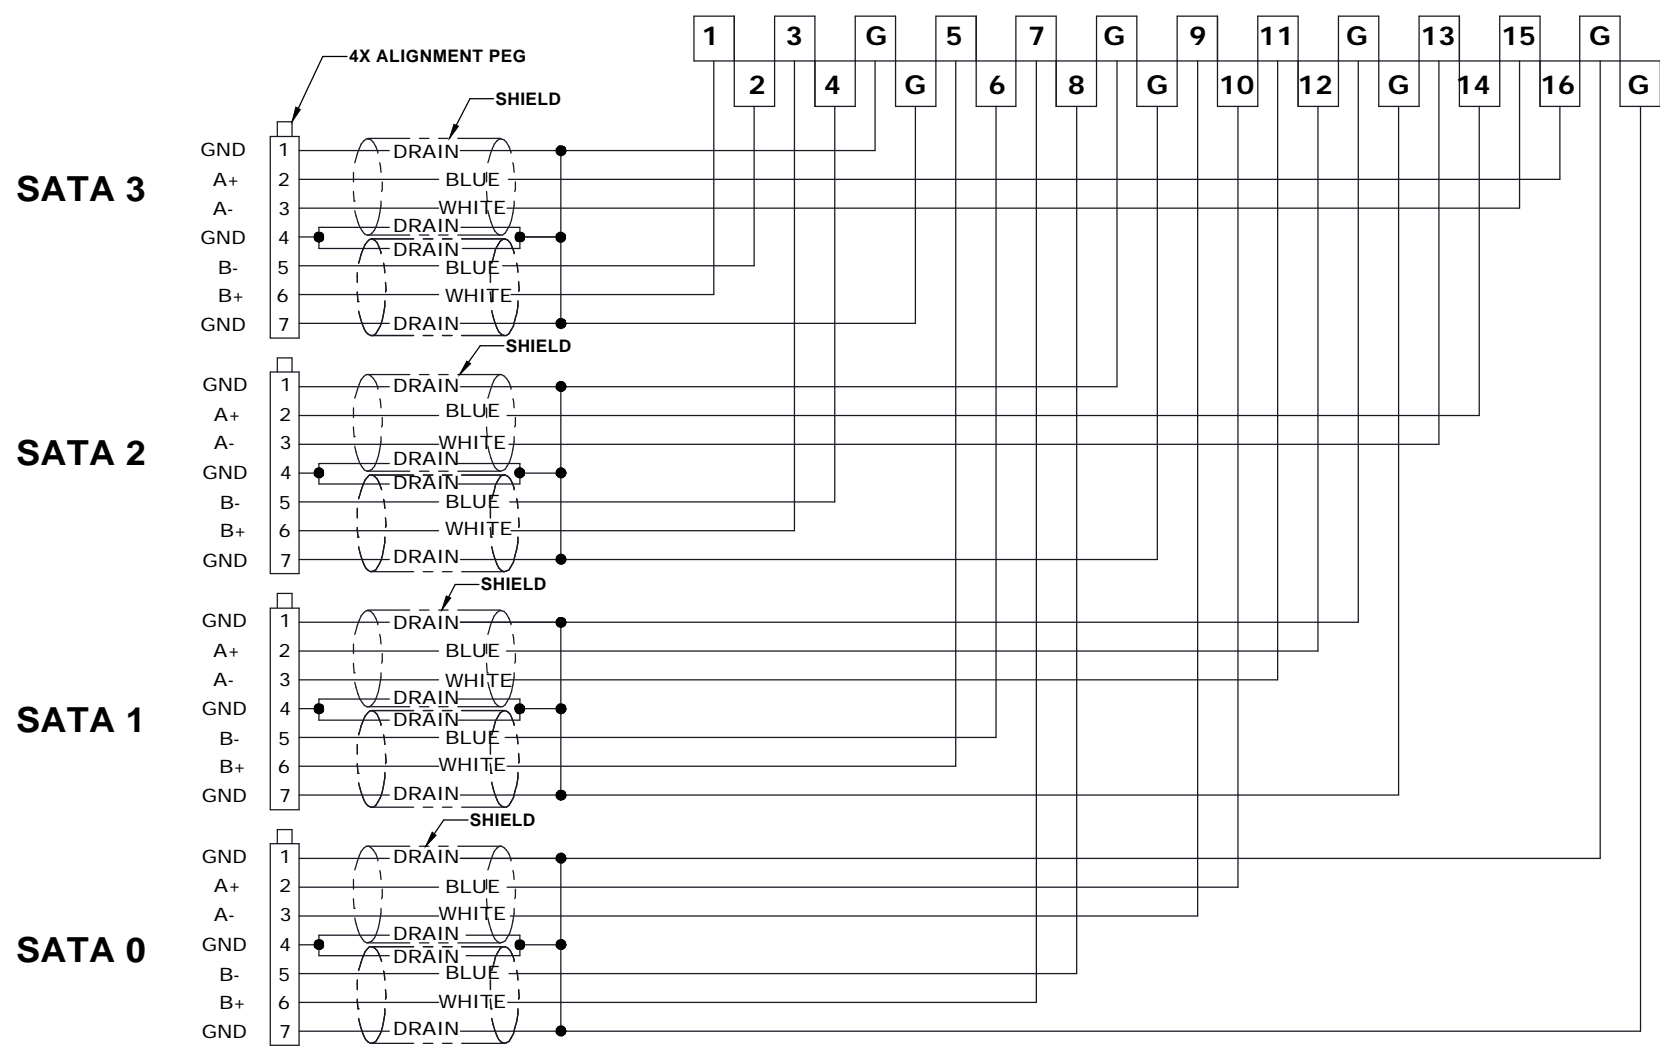 1 3 G 5 7 G 9 11 G 13 15 G
4X ALIGNMENT PEG
2 4 G 6 8 G 10 12 G 14 16 G
SHIELD
SATA 3
GND 1 DRAIN
A+ 2 BLUE
A- 3 WHITE
DRAIN
GND 4
DRAIN
B- 5 BLUE
B+ 6 WHITE
GND 7 DRAIN
SHIELD
SATA 2
GND 1 DRAIN
A+ 2 BLUE
A- 3 WHITE
DRAIN
GND 4
DRAIN
B- 5 BLUE
B+ 6 WHITE
GND 7 DRAIN
SHIELD
SATA 1
GND 1 DRAIN
A+ 2 BLUE
A- 3 WHITE
DRAIN
GND 4
DRAIN
B- 5 BLUE
B+ 6 WHITE
GND 7 DRAIN
SHIELD
SATA 0
GND 1 DRAIN
A+ 2 BLUE
A- 3 WHITE
DRAIN
GND 4
DRAIN
B- 5 BLUE
B+ 6 WHITE
GND 7 DRAIN